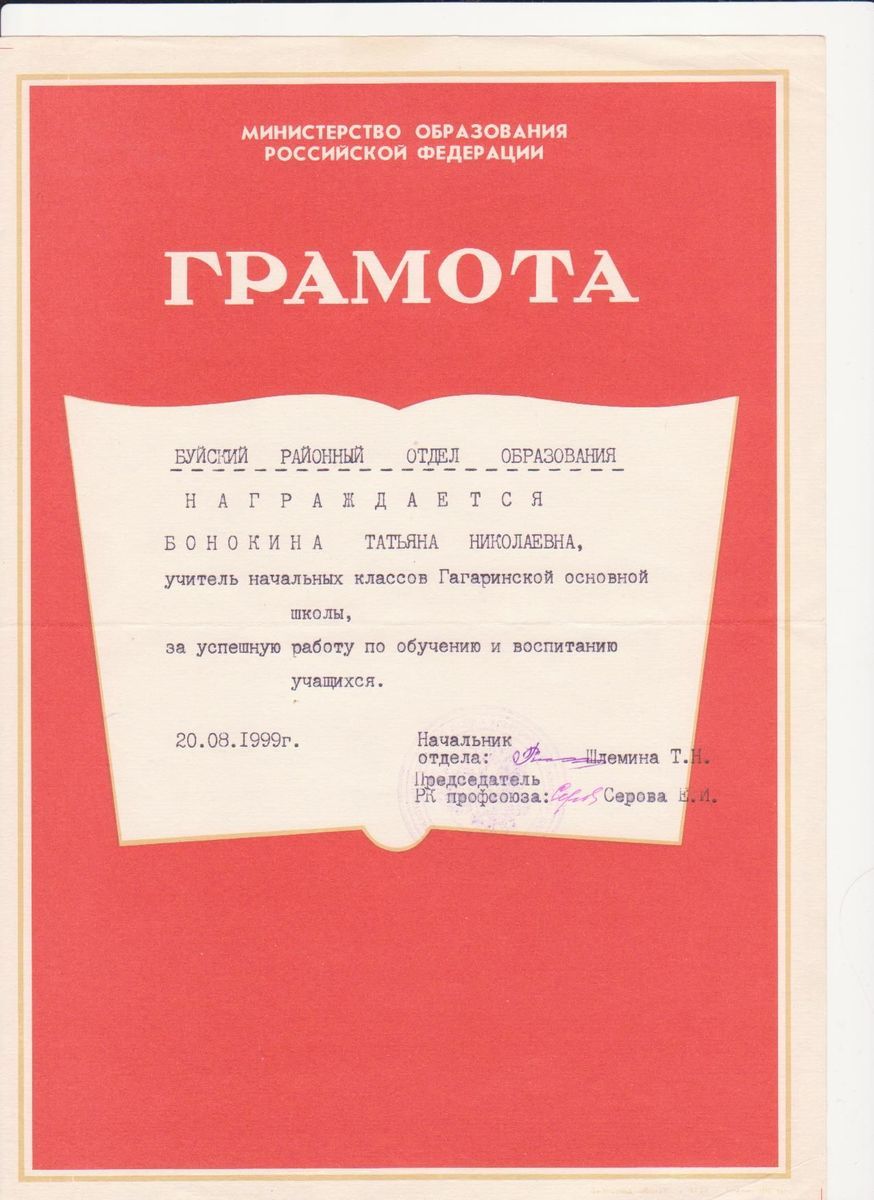 МИНИСТЕРСТВО ОБРАЗОВАНИЯ
РОССИЙСКОЙ ФЕДЕРАЦИИ
ГРАМОТА
БУЙСКИЙ РАЙОННЫЙ ОТДЕЛ ОБРАЗОВАНИЯ
Н А Г Р А Ж Д А Е Т С Я
Б О Н О К И Н А ТАТЬЯНА НИКОЛАЕВНА,
учитель начальных классов Гагаринской основной
школы,
за успешную работу по обучению и воспитанию
учащихся.
20.08.1999г.
Начальник
отдела: Шлемина Т.Н.
Председатель
РК профсоюза: Серова Е.И.